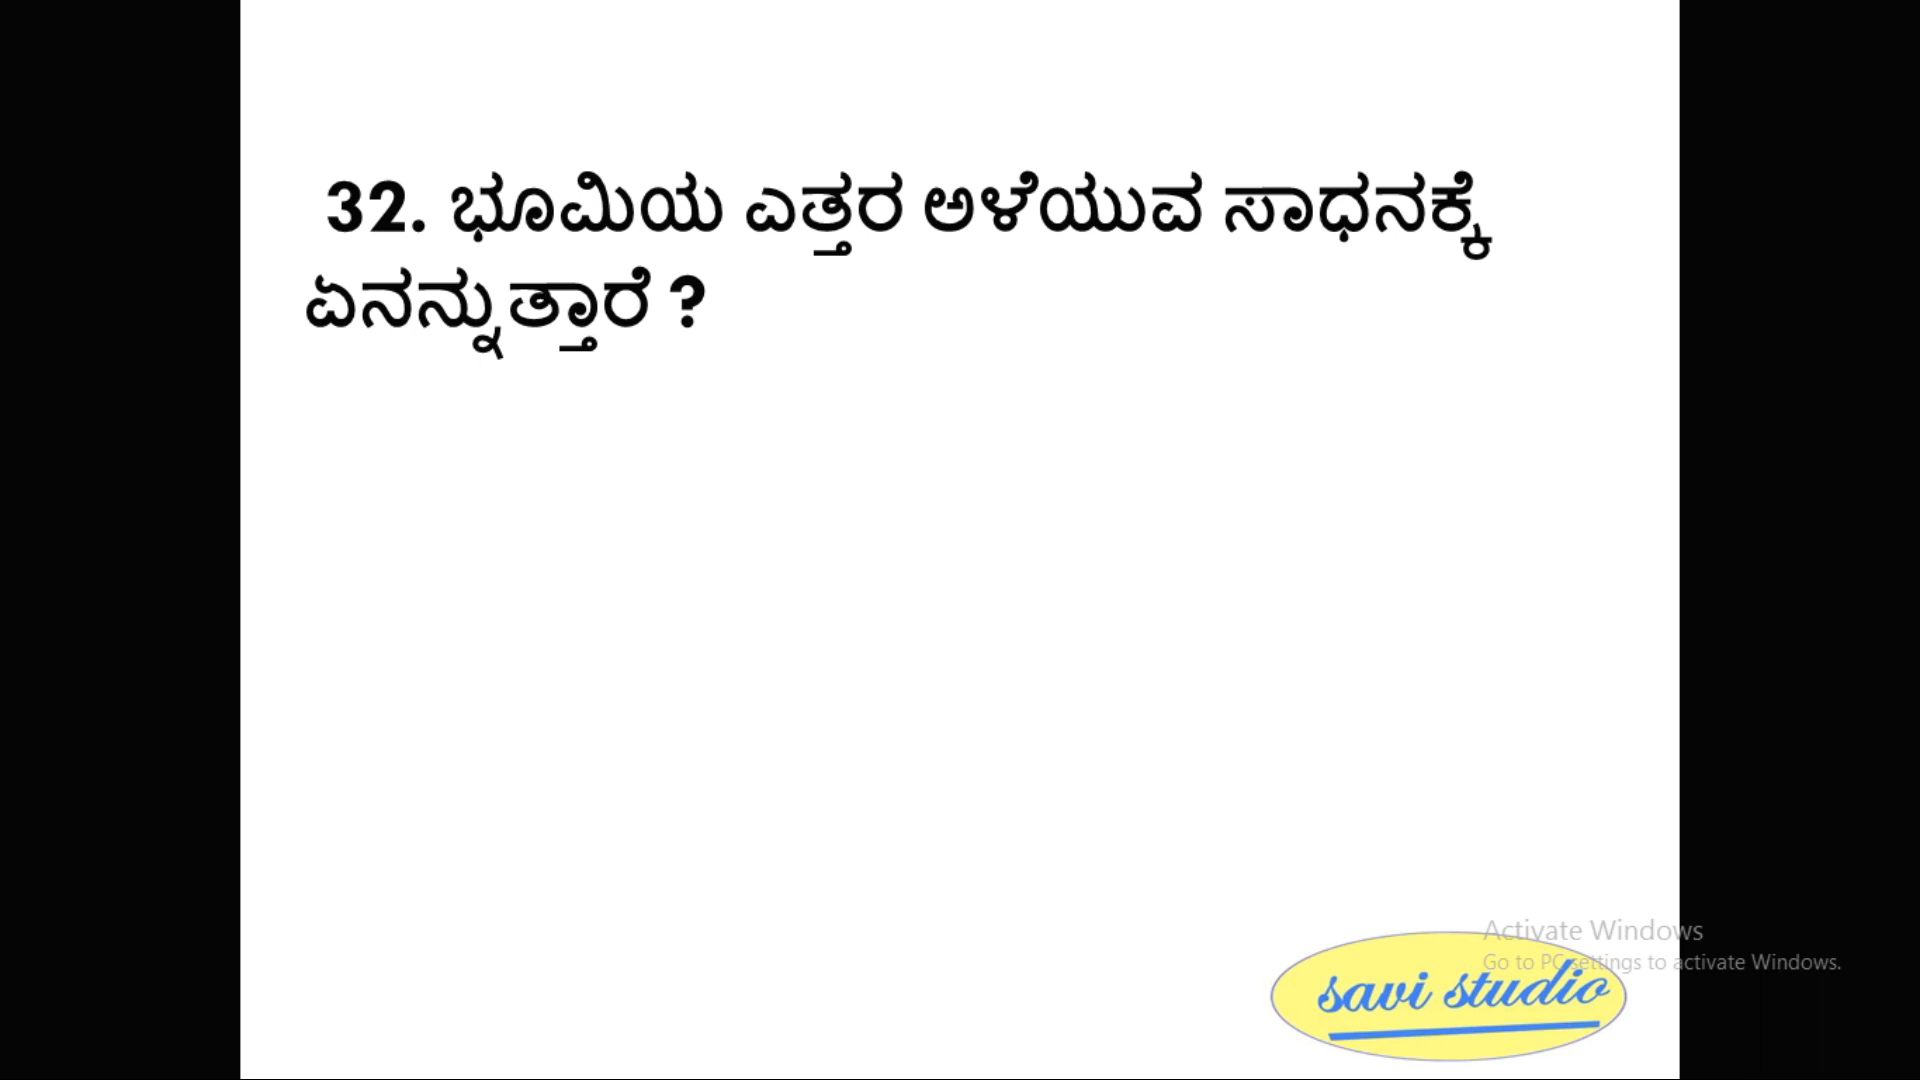 32. ಭೂಮಿಯ ಎತ್ತರ ಅಳೆಯುವ ಸಾಧನಕ್ಕೆ
ಏನನ್ನುತ್ತಾರೆ ?
Activate Windows
Go to PC settings to activate Windows.
savi studio